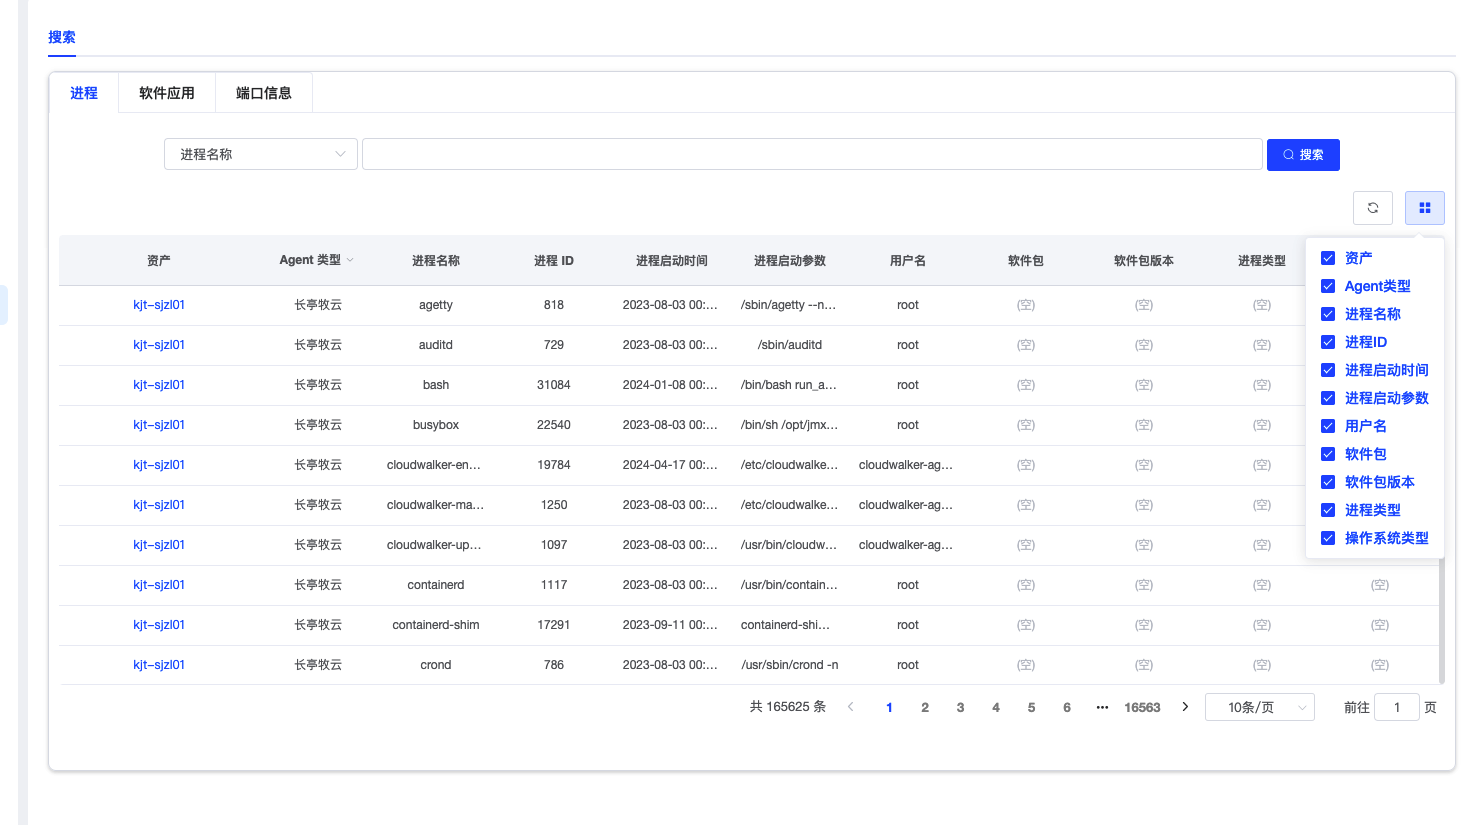 搜索
进程 软件应用 端口信息
进程名称 搜索
资产 Agent 类型 进程名称 进程 ID 进程启动时间 进程启动参数 用户名 软件包 软件包版本 进程类型
kjt-sjzl01 长亭牧云 agetty 818 2023-08-03 00:... /sbin/agetty --n... root (空) (空) (空)
kjt-sjzl01 长亭牧云 auditd 729 2023-08-03 00:... /sbin/auditd root (空) (空) (空)
kjt-sjzl01 长亭牧云 bash 31084 2024-01-08 00:... /bin/bash run_a... root (空) (空) (空)
kjt-sjzl01 长亭牧云 busybox 22540 2023-08-03 00:... /bin/sh /opt/jmx... root (空) (空) (空)
kjt-sjzl01 长亭牧云 cloudwalker-en... 19784 2024-04-17 00:... /etc/cloudwalke... cloudwalker-ag... (空) (空) (空)
kjt-sjzl01 长亭牧云 cloudwalker-ma... 1250 2023-08-03 00:... /etc/cloudwalke... cloudwalker-ag... (空) (空) (空)
kjt-sjzl01 长亭牧云 cloudwalker-up... 1097 2023-08-03 00:... /usr/bin/cloudw... cloudwalker-ag... (空) (空) (空)
kjt-sjzl01 长亭牧云 containerd 1117 2023-08-03 00:... /usr/bin/contain... root (空) (空) (空) (空)
kjt-sjzl01 长亭牧云 containerd-shim 17291 2023-09-11 00:... containerd-shi... root (空) (空) (空) (空)
kjt-sjzl01 长亭牧云 crond 786 2023-08-03 00:... /usr/sbin/crond -n root (空) (空) (空) (空)
资产
Agent类型
进程名称
进程ID
进程启动时间
进程启动参数
用户名
软件包
软件包版本
进程类型
操作系统类型
共 165625 条 1 2 3 4 5 6 ... 16563 10条/页 前往 1 页